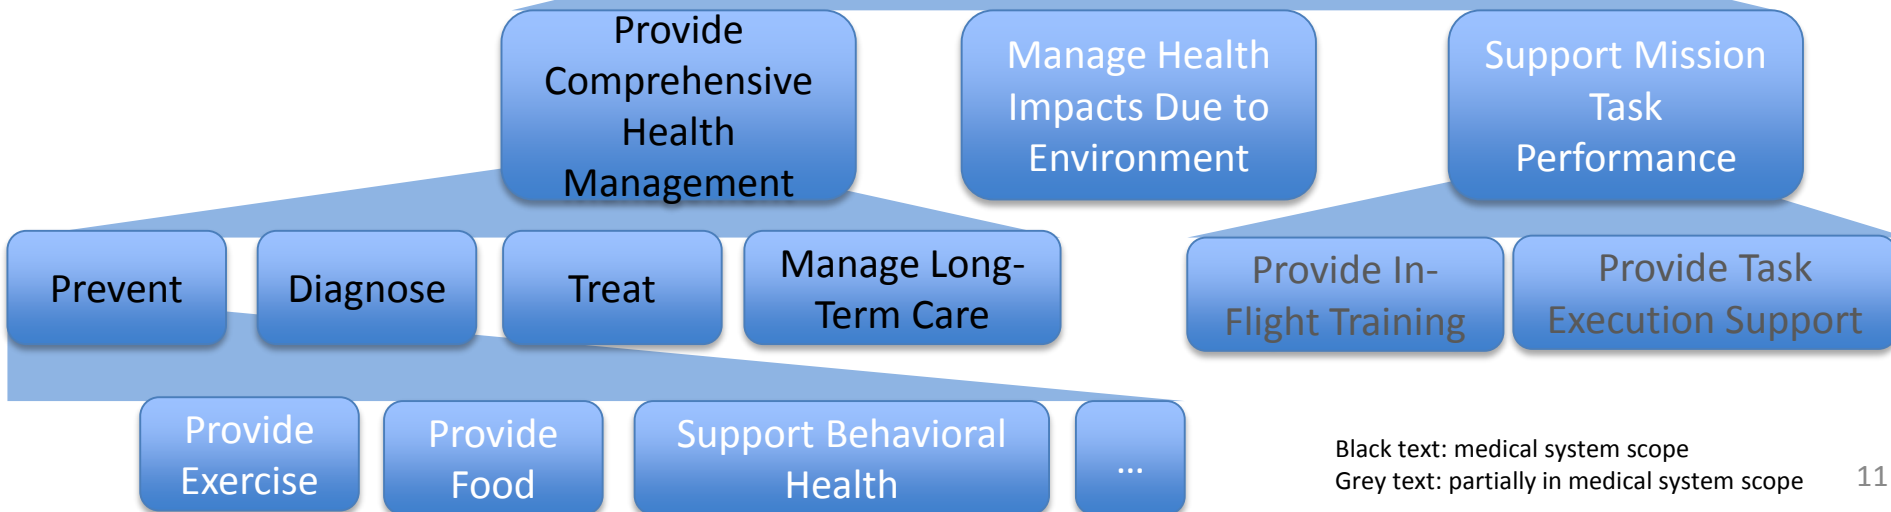 Provide
Comprehensive
Health
Management
Manage Health
Impacts Due to
Environment
Support Mission
Task
Performance
Prevent
Diagnose
Treat
Manage Long-
Term Care
Provide In-
Flight Training
Provide Task
Execution Support
Provide
Exercise
Provide
Food
Support Behavioral
Health
...
Black text: medical system scope
Grey text: partially in medical system scope
11